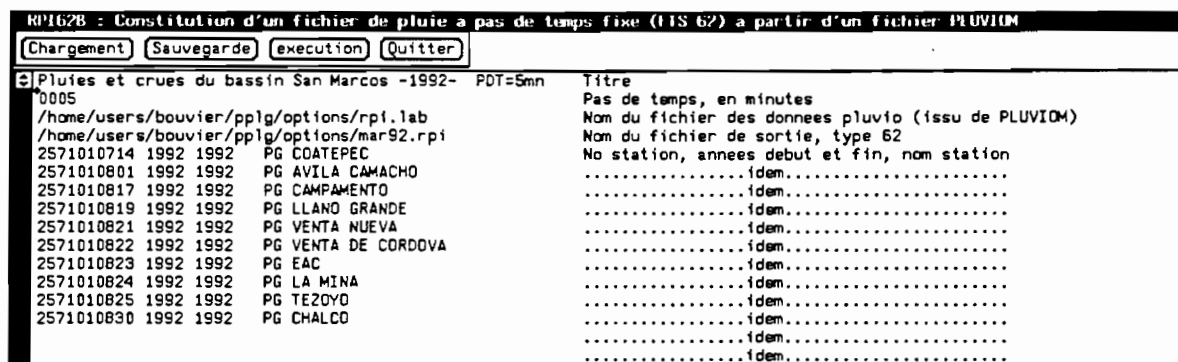 RPI62B : Constitution d'un fichier de pluie a pas de temps fixe (FTS 62) a partir d'un fichier PLUVIOM
Chargement Sauvegarde execution Quitter
Pluies et crues du bassin San Marcos -1992- PDT=5mn Titre
0005 Pas de temps, en minutes
/home/users/bouvier/pplg/options/rpi.lab Nom du fichier des donnees pluvio (issu de PLUVIOM)
/home/users/bouvier/pplg/options/mar92.rpi Nom du fichier de sortie, type 62
2571010714 1992 1992 PG COATEPEC No station, annees debut et fin, nom station
2571010801 1992 1992 PG AVILA CAMACHO .................idem.......................
2571010817 1992 1992 PG CAMPAMENTO .................idem.......................
2571010819 1992 1992 PG LLANO GRANDE .................idem.......................
2571010821 1992 1992 PG VENTA NUEVA .................idem.......................
2571010822 1992 1992 PG VENTA DE CORDOVA .................idem.......................
2571010823 1992 1992 PG EAC .................idem.......................
2571010824 1992 1992 PG LA MINA .................idem.......................
2571010825 1992 1992 PG TEZOYO .................idem.......................
2571010830 1992 1992 PG CHALCO .................idem.......................
.................idem.......................
.................idem.......................